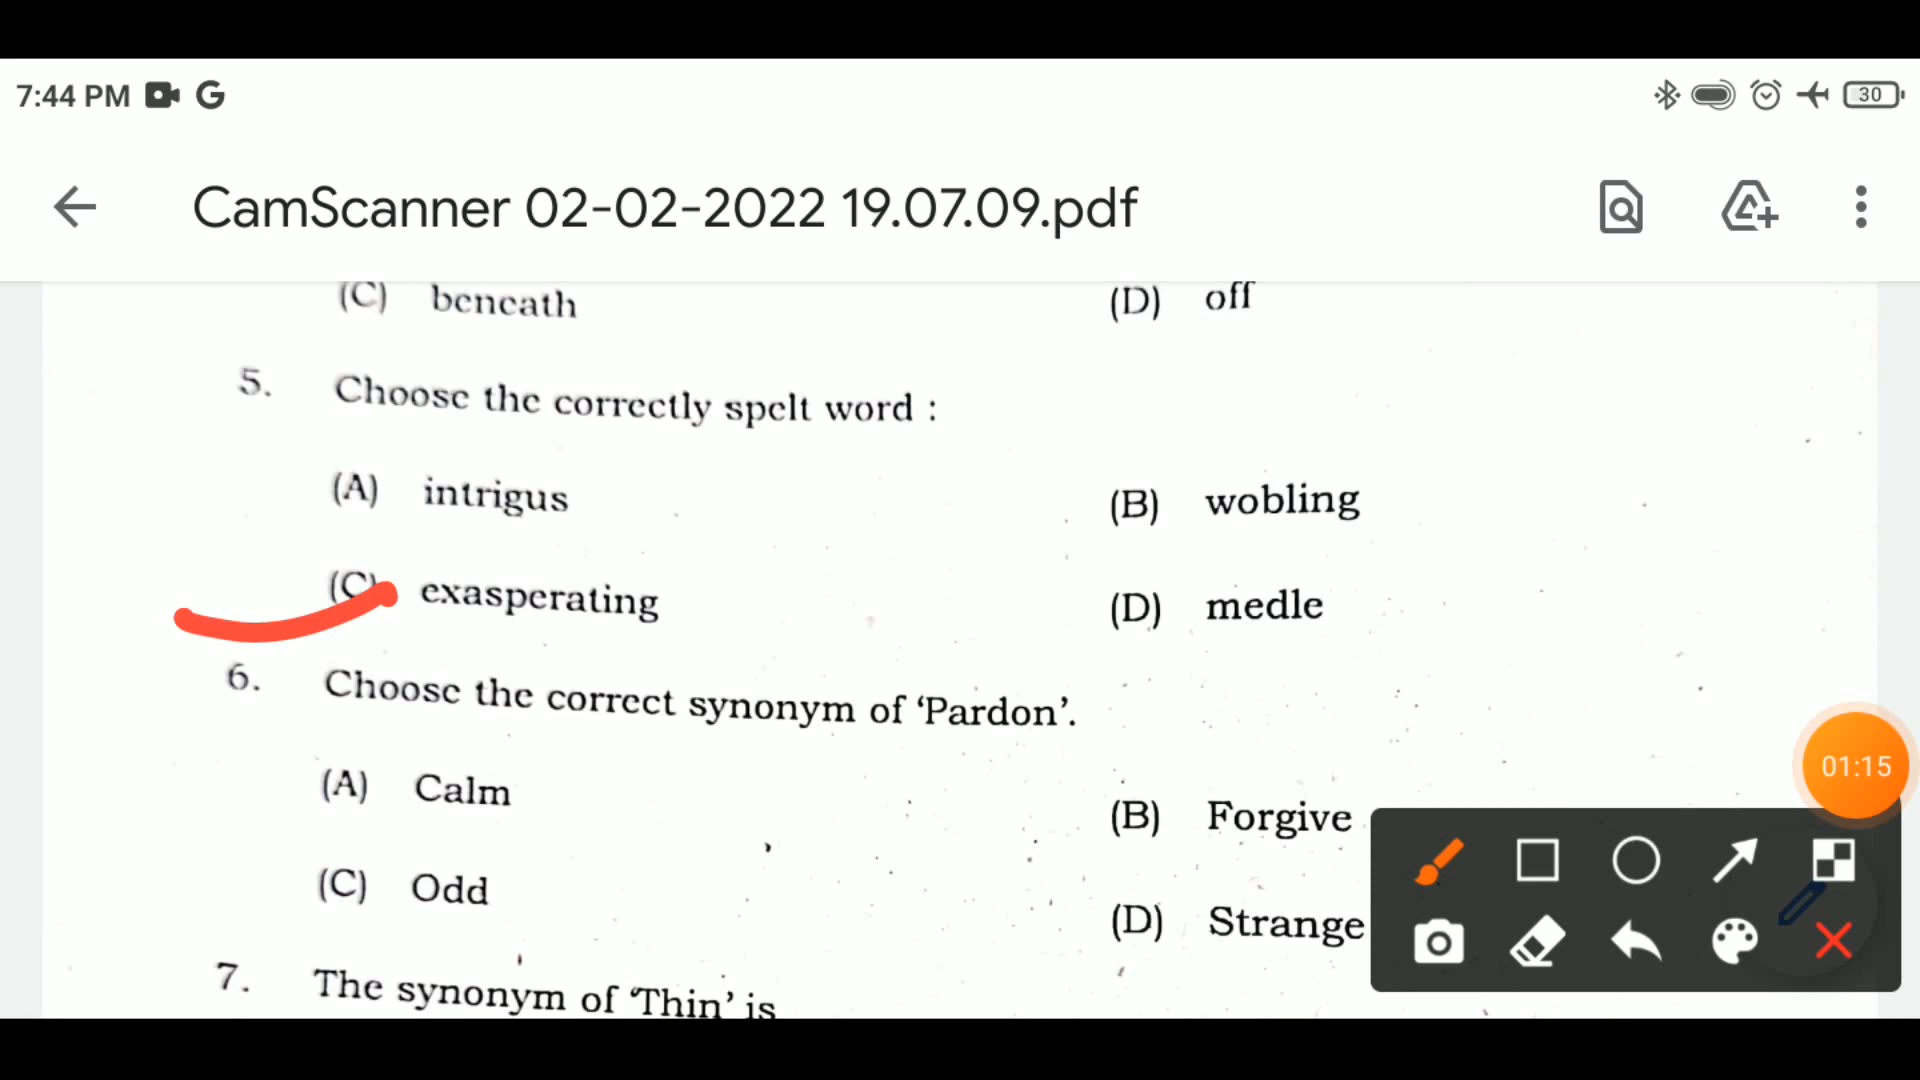 7:44 PM G 30
CamScanner 02-02-2022 19.07.09.pdf
(C) beneath (D) off
5. Choose the correctly spelt word :
(A) intrigus (B) wobling
(C) exasperating (D) medle
6. Choose the correct synonym of ‘Pardon’.
(A) Calm (B) Forgive
(C) Odd (D) Strange
01:15
7. The synonym of ‘Thin’ is